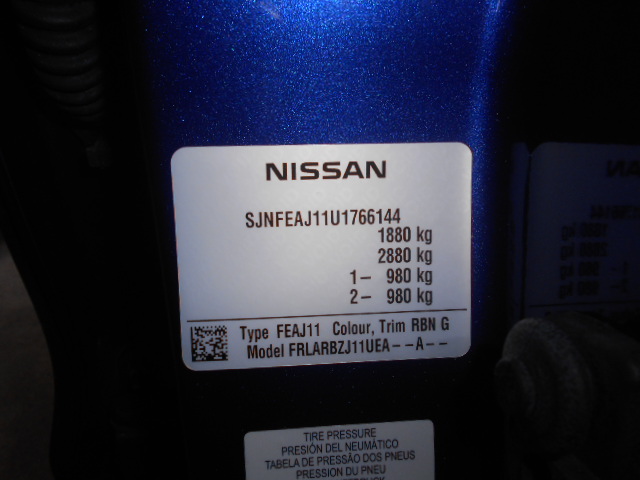 NISSAN
SJNFEAJ11U1766144
1880 kg
2880 kg
1– 980 kg
2– 980 kg
Type FEAJ11 Colour, Trim RBN G
Model FRLARBZJ11UEA--A--
TIRE PRESSURE
PRESIÓN DEL NEUMÁTICO
TABELA DE PRESSÃO DOS PNEUS
PRESSION DU PNEU